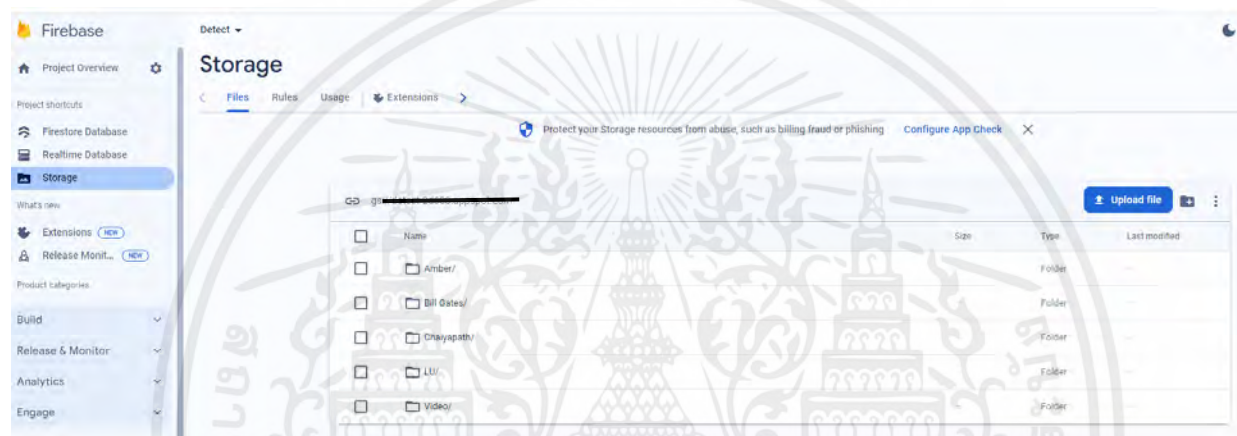 Firebase
Detect
Project Overview
Storage
Files Rules Usage Extensions
Project shortcuts
Protect your Storage resources from abuse, such as billing fraud or phishing Configure App Check
Firestore Database
Realtime Database
Storage
What's new
Upload file
Extensions NEW
Name Size Type Last modified
Release Monit... NEW
Amber/ Folder
Product categories
Bill Gates/ Folder
Build
Chaiyapath/ Folder
Release & Monitor
LU/ Folder
Analytics
Video/ Folder
Engage